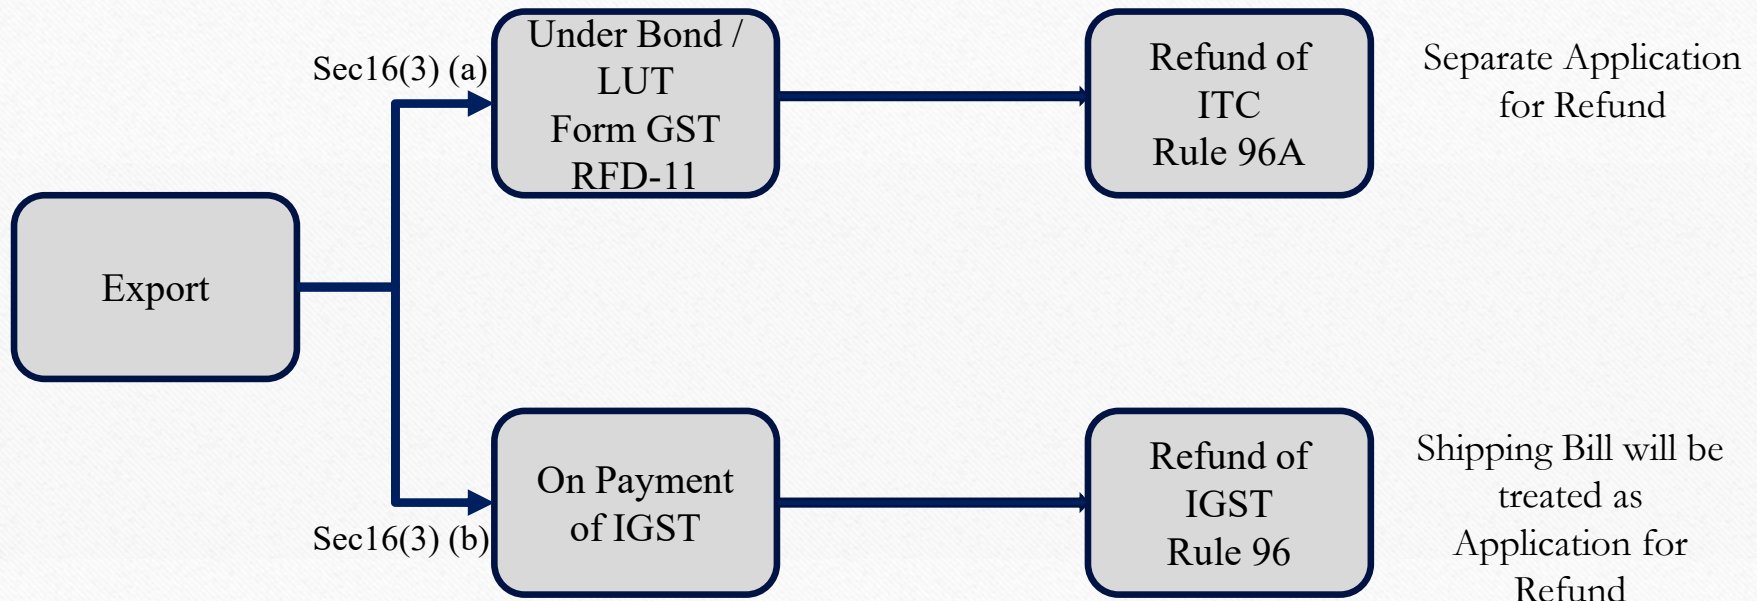 Export
Sec16(3) (a)
Under Bond /
LUT
Form GST
RFD-11
Refund of
ITC
Rule 96A
Separate Application
for Refund
Sec16(3) (b)
On Payment
of IGST
Refund of
IGST
Rule 96
Shipping Bill will be
treated as
Application for
Refund